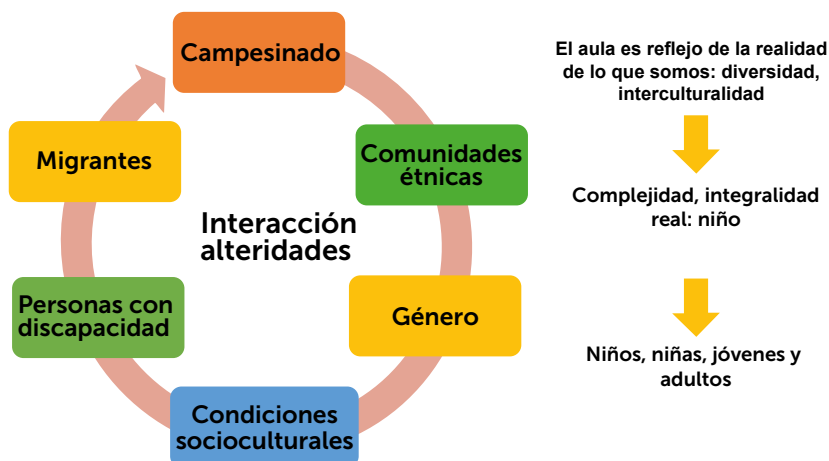 Campesinado
Comunidades
étnicas
Género
Condiciones
socioculturales
Personas con
discapacidad
Migrantes
Interacción
alteridades
El aula es reflejo de la realidad
de lo que somos: diversidad,
interculturalidad
Complejidad, integralidad
real: niño
Niños, niñas, jóvenes y
adultos